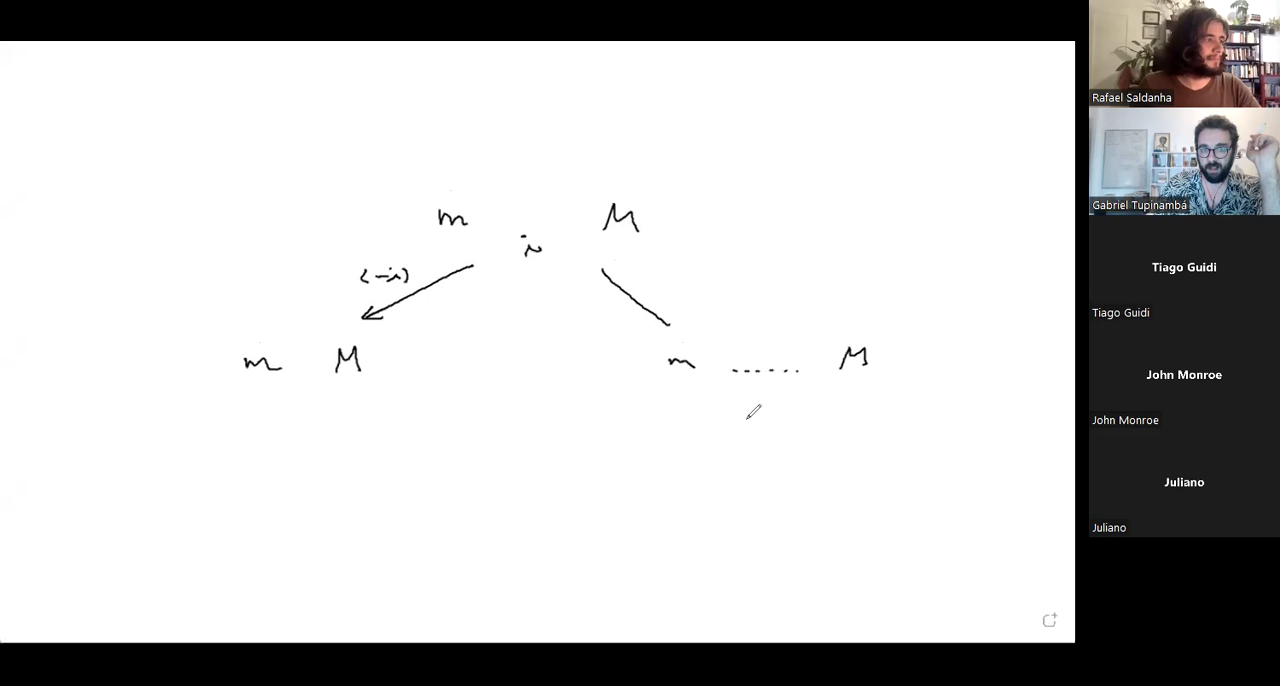 m M
i
(-i)
m M m ...... M
Rafael Saldanha
Gabriel Tupinambá
Tiago Guidi
Tiago Guidi
John Monroe
John Monroe
Juliano
Juliano